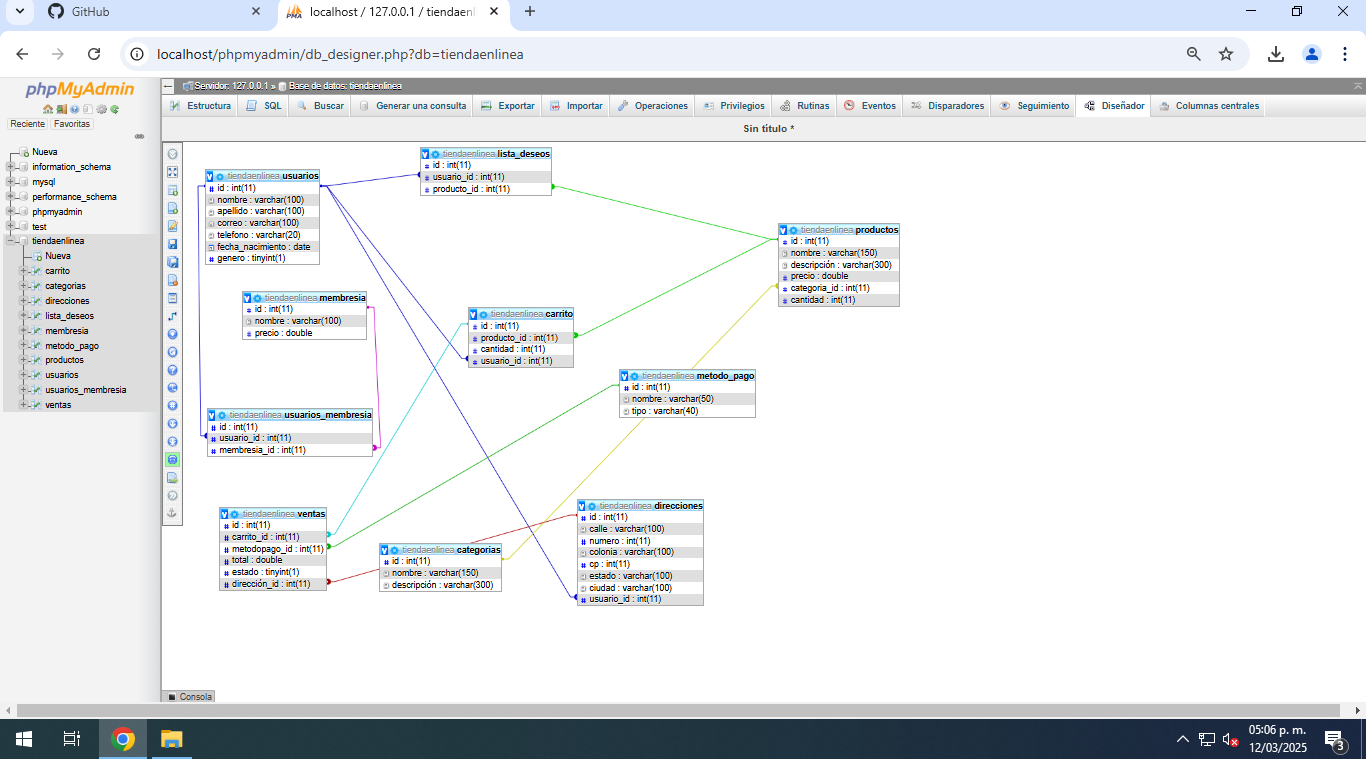 GitHub
localhost / 127.0.0.1 / tiendaen
localhost/phpmyadmin/db_designer.php?db=tiendaenlinea
phpMyAdmin
Reciente
Favoritas
Nueva
information_schema
mysql
performance_schema
phpmyadmin
test
tiendaenlinea
Nueva
carrito
categorias
direcciones
lista_deseos
membresia
metodo_pago
productos
usuarios
usuarios_membresia
ventas
Servidor: 127.0.0.1 » Base de datos: tiendaenlinea
Estructura SQL Buscar Generar una consulta Exportar Importar Operaciones Privilegios Rutinas Eventos Disparadores Seguimiento Diseñador Columnas centrales
Sin título *
tiendaenlinea usuarios
id : int(11)
nombre : varchar(100)
apellido : varchar(100)
correo : varchar(100)
telefono : varchar(20)
fecha_nacimiento : date
genero : tinyint(1)
tiendaenlinea lista_deseos
id : int(11)
usuario_id : int(11)
producto_id : int(11)
tiendaenlinea productos
id : int(11)
nombre : varchar(150)
descripción : varchar(300)
precio : double
categoria_id : int(11)
cantidad : int(11)
tiendaenlinea membresia
id : int(11)
nombre : varchar(100)
precio : double
tiendaenlinea carrito
id : int(11)
producto_id : int(11)
cantidad : int(11)
usuario_id : int(11)
tiendaenlinea metodo_pago
id : int(11)
nombre : varchar(50)
tipo : varchar(40)
tiendaenlinea usuarios_membresia
id : int(11)
usuario_id : int(11)
membresia_id : int(11)
tiendaenlinea ventas
id : int(11)
carrito_id : int(11)
metodopago_id : int(11)
total : double
estado : tinyint(1)
dirección_id : int(11)
tiendaenlinea categorias
id : int(11)
nombre : varchar(150)
descripción : varchar(300)
tiendaenlinea direcciones
id : int(11)
calle : varchar(100)
numero : int(11)
colonia : varchar(100)
cp : int(11)
estado : varchar(100)
ciudad : varchar(100)
usuario_id : int(11)
Consola
05:06 p. m.
12/03/2025
3